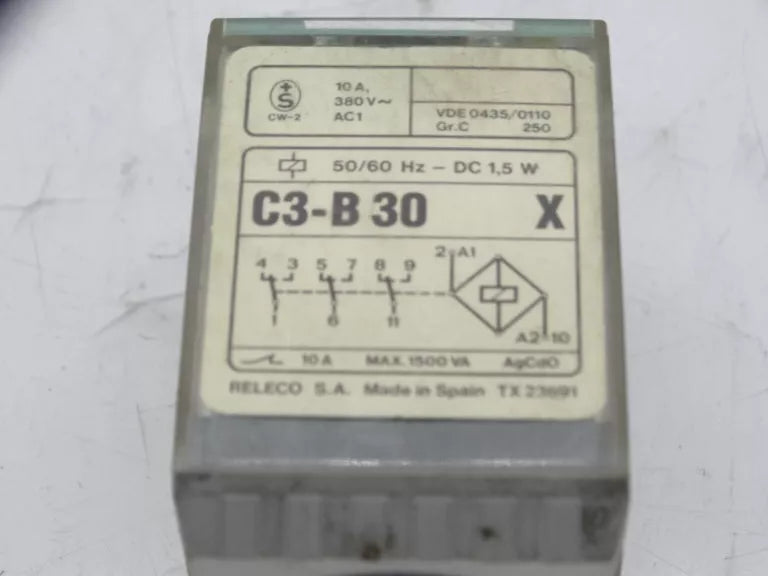 +S
CW-2
10 A,
380 V~
AC1
VDE 0435/0110
Gr.C 250
50/60 Hz – DC 1,5 W
C3-B 30 X
2 A1
4 3 5 7 8 9
1 6 11
A2 10
10 A MAX. 1500 VA AgCdO
RELECO S.A. Made in Spain TX 23691